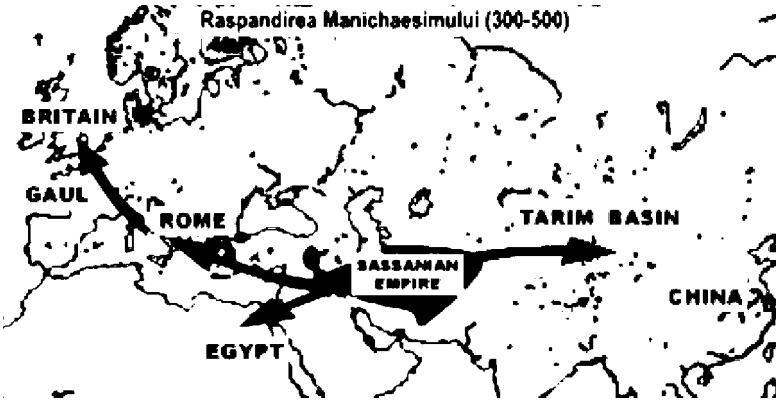 Raspandirea Manichaesimului (300-500)
BRITAIN
GAUL
ROME
TARIM BASIN
SASSANIAN
EMPIRE
CHINA?
EGYPT